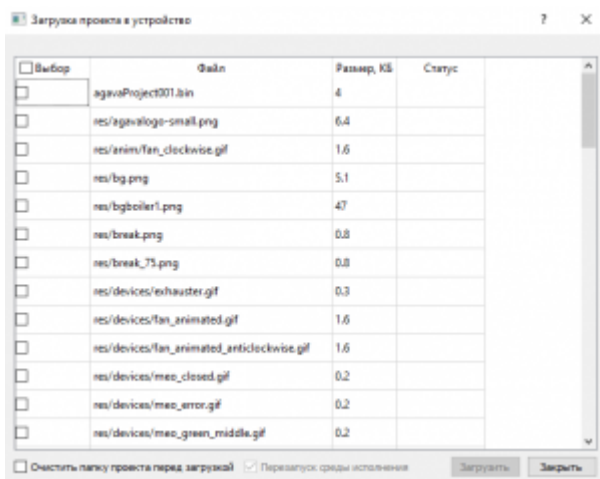 Загрузка проекта в устройство ? ×
Выбор Файл Размер, КБ Статус
agavaProject001.bin 4
res/agavalogo-small.png 6.4
res/anim/fan_clockwise.gif 1.6
res/bg.png 5.1
res/bgboiler1.png 47
res/break.png 0.8
res/break_75.png 0.8
res/devices/exhauster.gif 0.3
res/devices/fan_animated.gif 1.6
res/devices/fan_animated_anticlockwise.gif 1.6
res/devices/meo_closed.gif 0.2
res/devices/meo_error.gif 0.2
res/devices/meo_green_middle.gif 0.2
Очистить папку проекта перед загрузкой Перезапуск среды исполнения Загрузить Закрыть